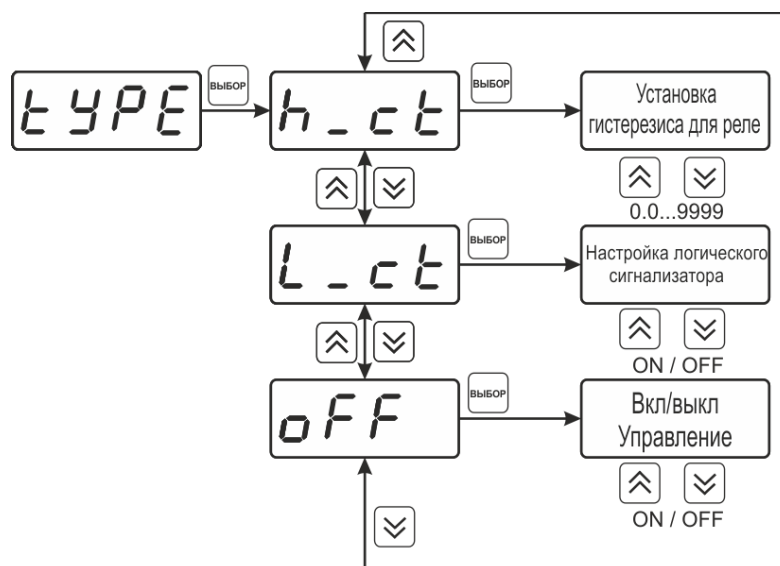 tYPE
ВЫБОР
h_ct
ВЫБОР
Установка
гистерезиса для реле
0.0...9999
L_ct
ВЫБОР
Настройка логического
сигнализатора
ON / OFF
oFF
ВЫБОР
Вкл/выкл
Управление
ON / OFF